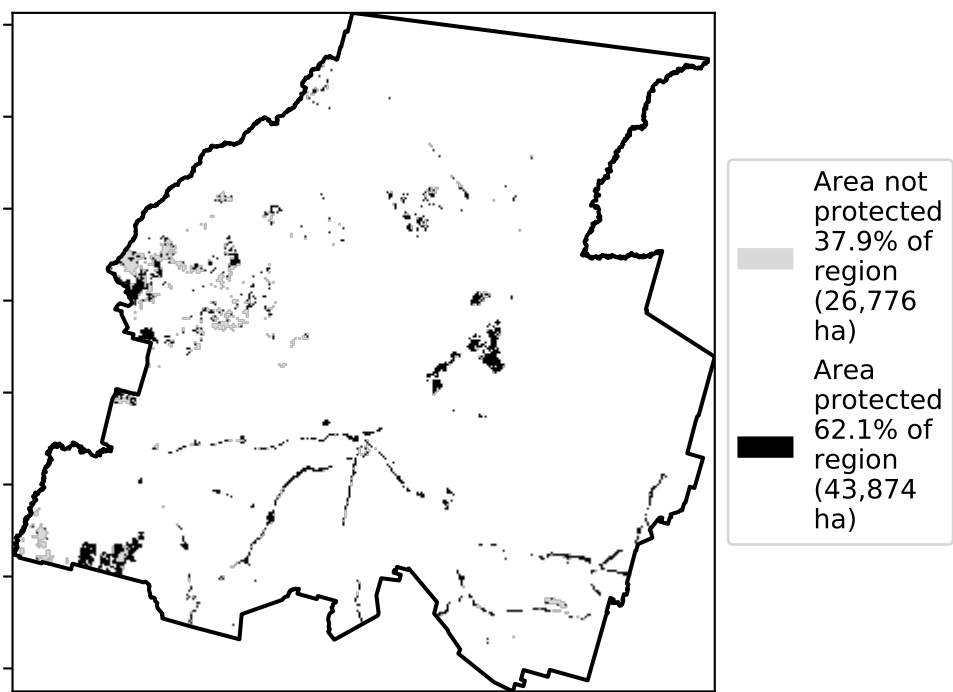 Area not
protected
37.9% of
region
(26,776
ha)
Area
protected
62.1% of
region
(43,874
ha)